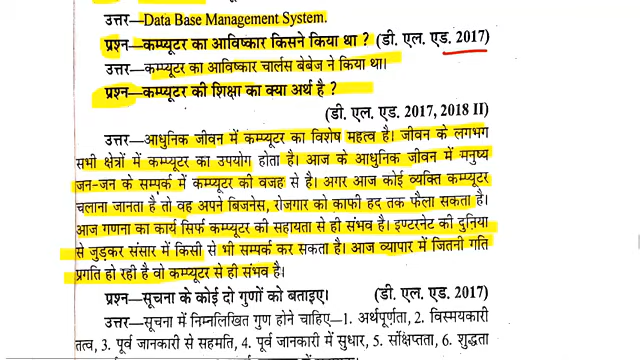 उत्तर—Data Base Management System.
प्रश्न—कम्प्यूटर का आविष्कार किसने किया था ? (डी. एल. एड. 2017)
उत्तर—कम्प्यूटर का आविष्कार चार्लस बेबेज ने किया था।
प्रश्न—कम्प्यूटर की शिक्षा का क्या अर्थ है ?
(डी. एल. एड. 2017, 2018 II)
उत्तर—आधुनिक जीवन में कम्प्यूटर का विशेष महत्व है। जीवन के लगभग
सभी क्षेत्रों में कम्प्यूटर का उपयोग होता है। आज के आधुनिक जीवन में मनुष्य
जन-जन के सम्पर्क में कम्प्यूटर की वजह से है। अगर आज कोई व्यक्ति कम्प्यूटर
चलाना जानता है तो वह अपने बिजनेस, रोजगार को काफी हद तक फैला सकता है।
आज गणना का कार्य सिर्फ कम्प्यूटर की सहायता से ही संभव है। इण्टरनेट की दुनिया
से जुड़कर संसार में किसी से भी सम्पर्क कर सकता है। आज व्यापार में जितनी गति
प्रगति हो रही है वो कम्प्यूटर से ही संभव है।
प्रश्न—सूचना के कोई दो गुणों को बताइए। (डी. एल. एड. 2017)
उत्तर—सूचना में निम्नलिखित गुण होने चाहिए—1. अर्थपूर्णता, 2. विस्मयकारी
तत्व, 3. पूर्व जानकारी से सहमति, 4. पूर्व जानकारी में सुधार, 5. संक्षिप्तता, 6. शुद्धता